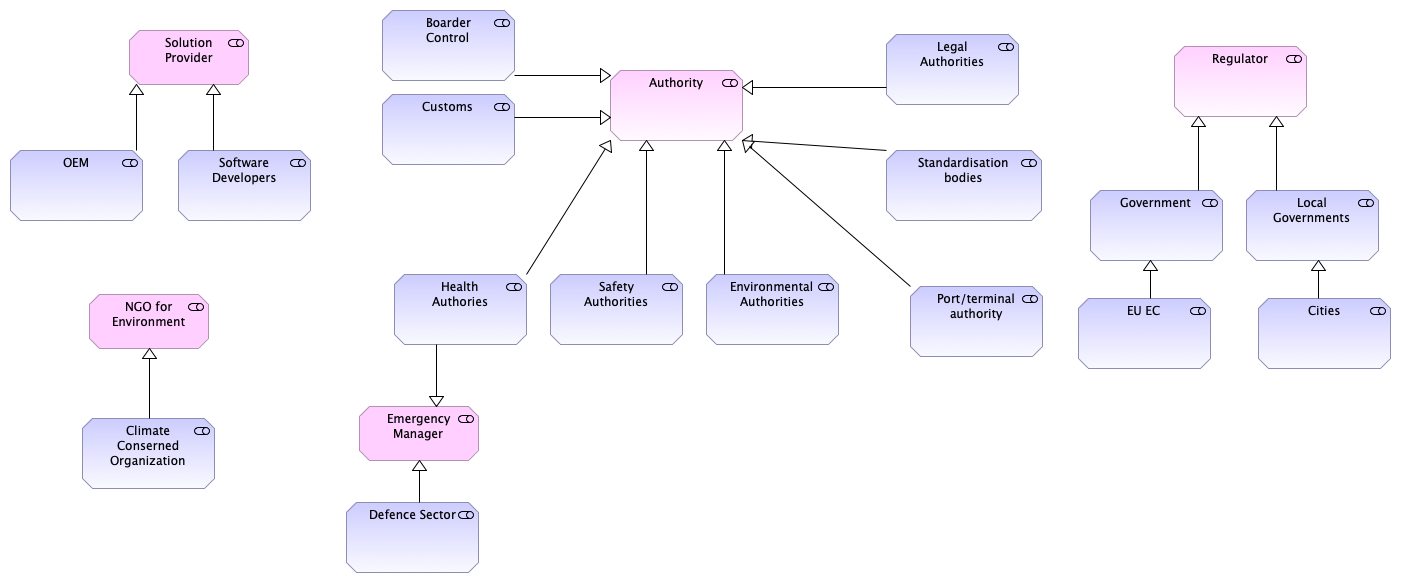 Solution
Provider
Boarder
Control
Legal
Authorities
Regulator
Authority
Customs
OEM
Software
Developers
Standardisation
bodies
Government
Local
Governments
Health
Authories
Safety
Authorities
Environmental
Authorities
Port/terminal
authority
NGO for
Environment
EU EC
Cities
Emergency
Manager
Climate
Conserned
Organization
Defence Sector